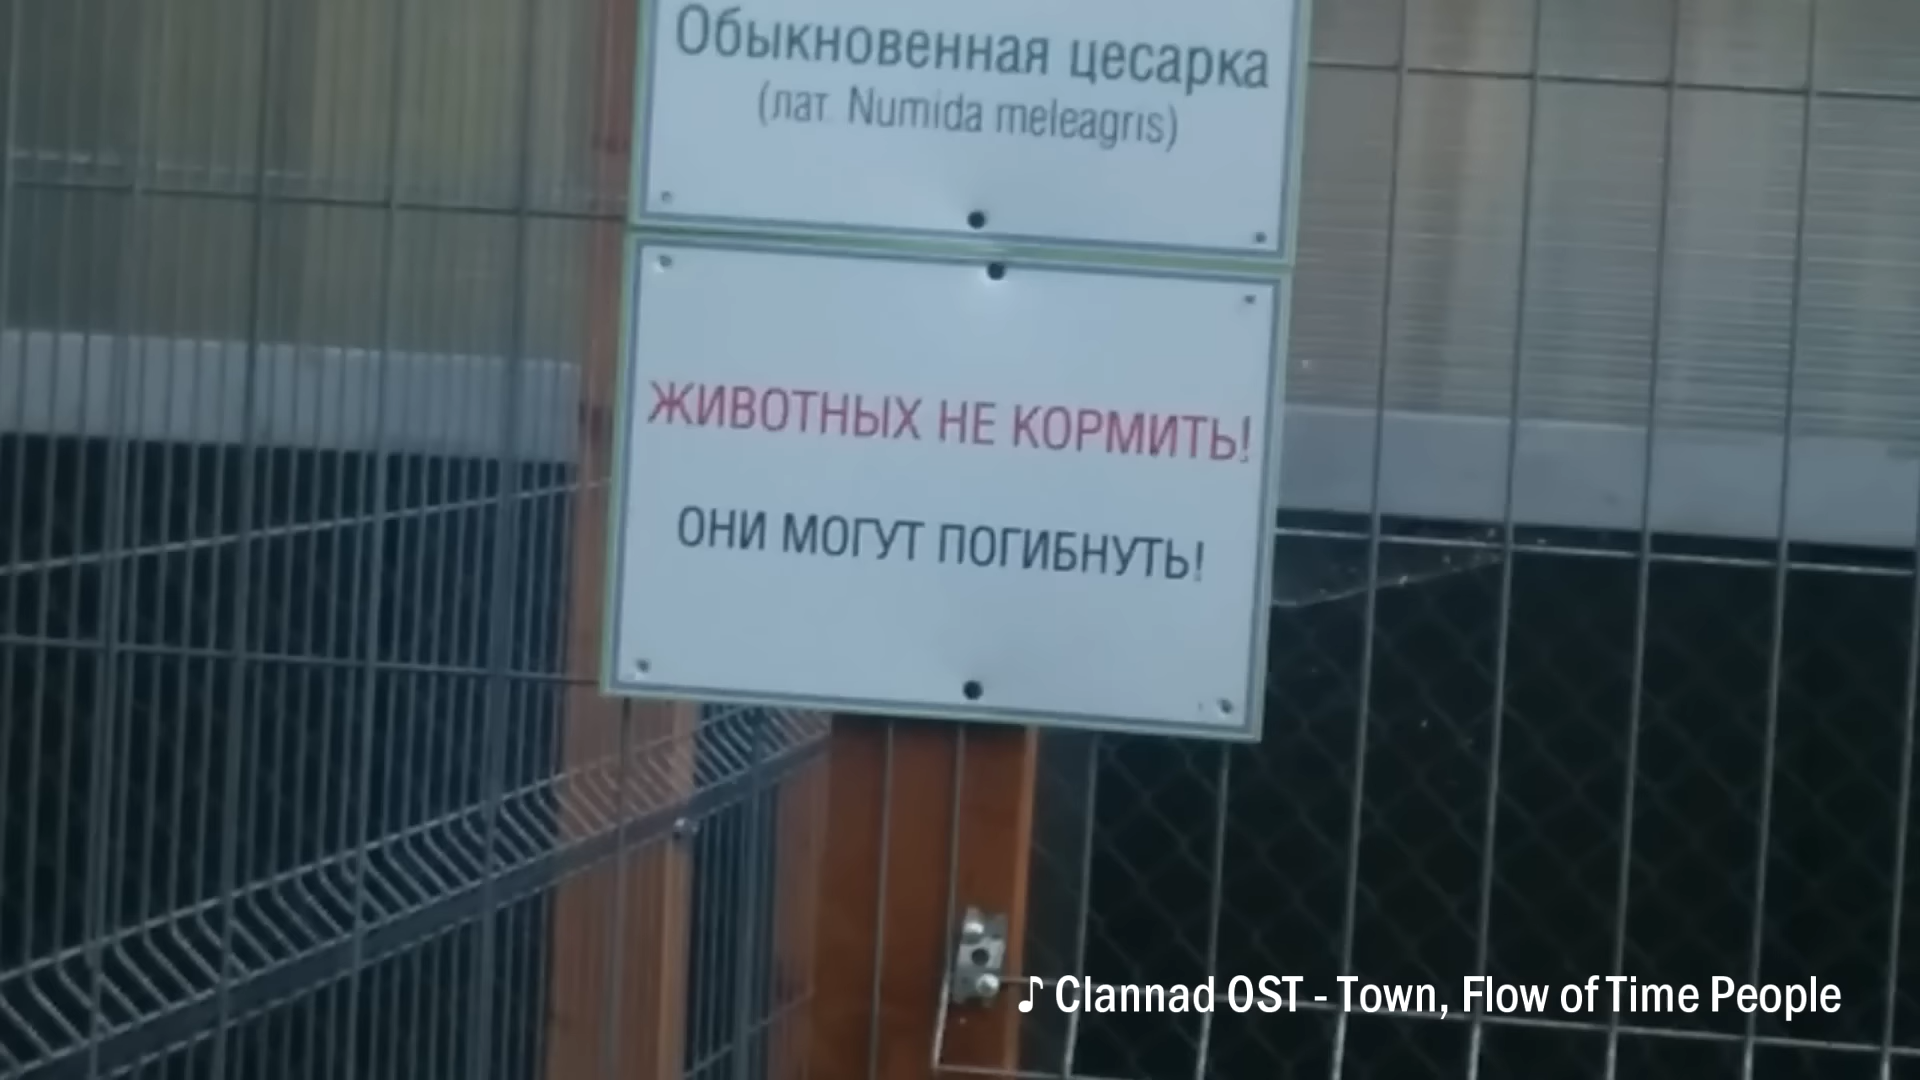 Обыкновенная цесарка
(лат. Numida meleagris)
ЖИВОТНЫХ НЕ КОРМИТЬ!
ОНИ МОГУТ ПОГИБНУТЬ!
♪ Clannad OST - Town, Flow of Time People